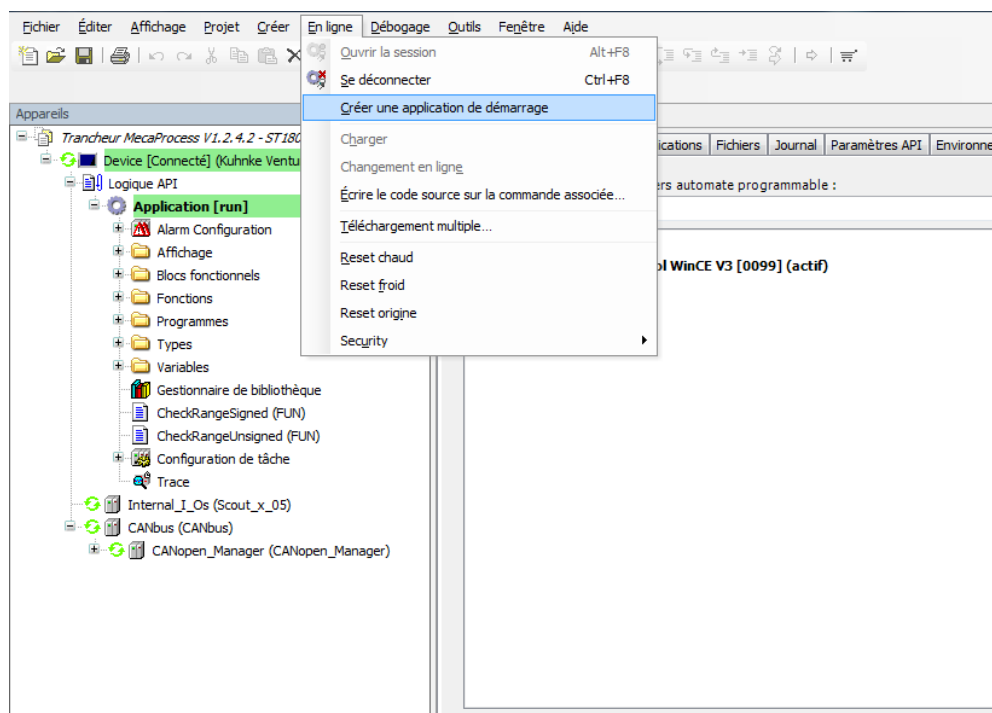 Fichier Éditer Affichage Projet Créer En ligne Débogage Outils Fenêtre Aide
Ouvrir la session Alt+F8
Se déconnecter Ctrl+F8
Créer une application de démarrage
Charger
Changement en ligne
Écrire le code source sur la commande associée...
Téléchargement multiple...
Reset chaud
Reset froid
Reset origine
Security
Appareils
Trancheur MecaProcess V1.2.4.2 - ST180
Device [Connecté] (Kuhnke Ventu
Logique API
Application [run]
Alarm Configuration
Affichage
Blocs fonctionnels
Fonctions
Programmes
Types
Variables
Gestionnaire de bibliothèque
CheckRangeSigned (FUN)
CheckRangeUnsigned (FUN)
Configuration de tâche
Trace
Internal_I_Os (Scout_x_05)
CANbus (CANbus)
CANopen_Manager (CANopen_Manager)
ications Fichiers Journal Paramètres API Environne
ers automate programmable :
ol WinCE V3 [0099] (actif)